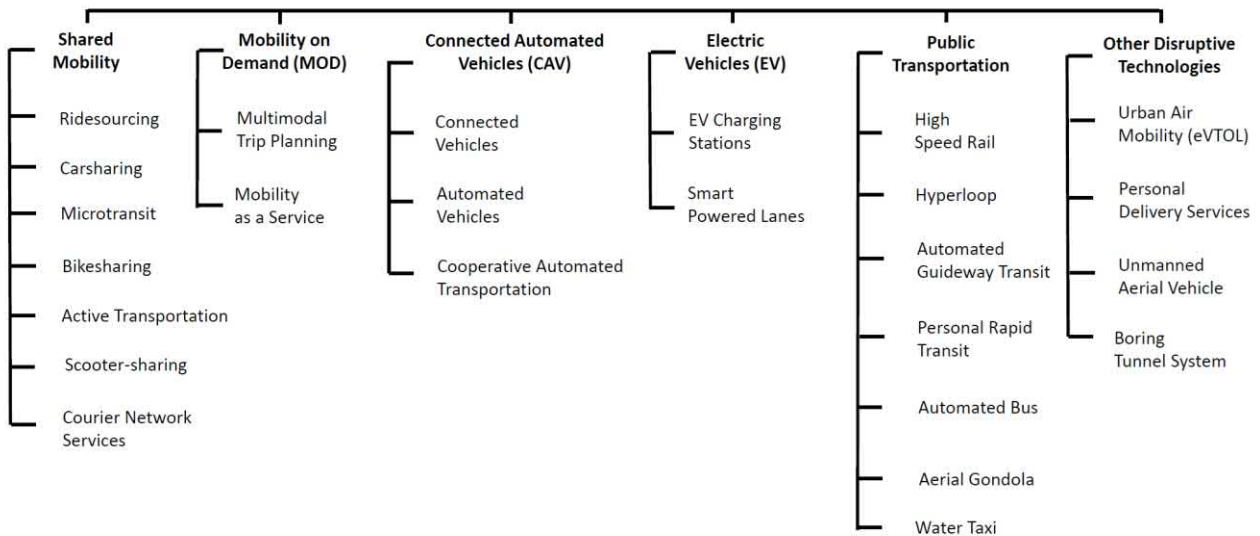 Shared
Mobility
Ridesourcing
Carsharing
Microtransit
Bikesharing
Active Transportation
Scooter-sharing
Courier Network
Services
Mobility on
Demand (MOD)
Multimodal
Trip Planning
Mobility
as a Service
Connected Automated
Vehicles (CAV)
Connected
Vehicles
Automated
Vehicles
Cooperative Automated
Transportation
Electric
Vehicles (EV)
EV Charging
Stations
Smart
Powered Lanes
Public
Transportation
High
Speed Rail
Hyperloop
Automated
Guideway Transit
Personal Rapid
Transit
Automated Bus
Aerial Gondola
Water Taxi
Other Disruptive
Technologies
Urban Air
Mobility (eVTOL)
Personal
Delivery Services
Unmanned
Aerial Vehicle
Boring
Tunnel System